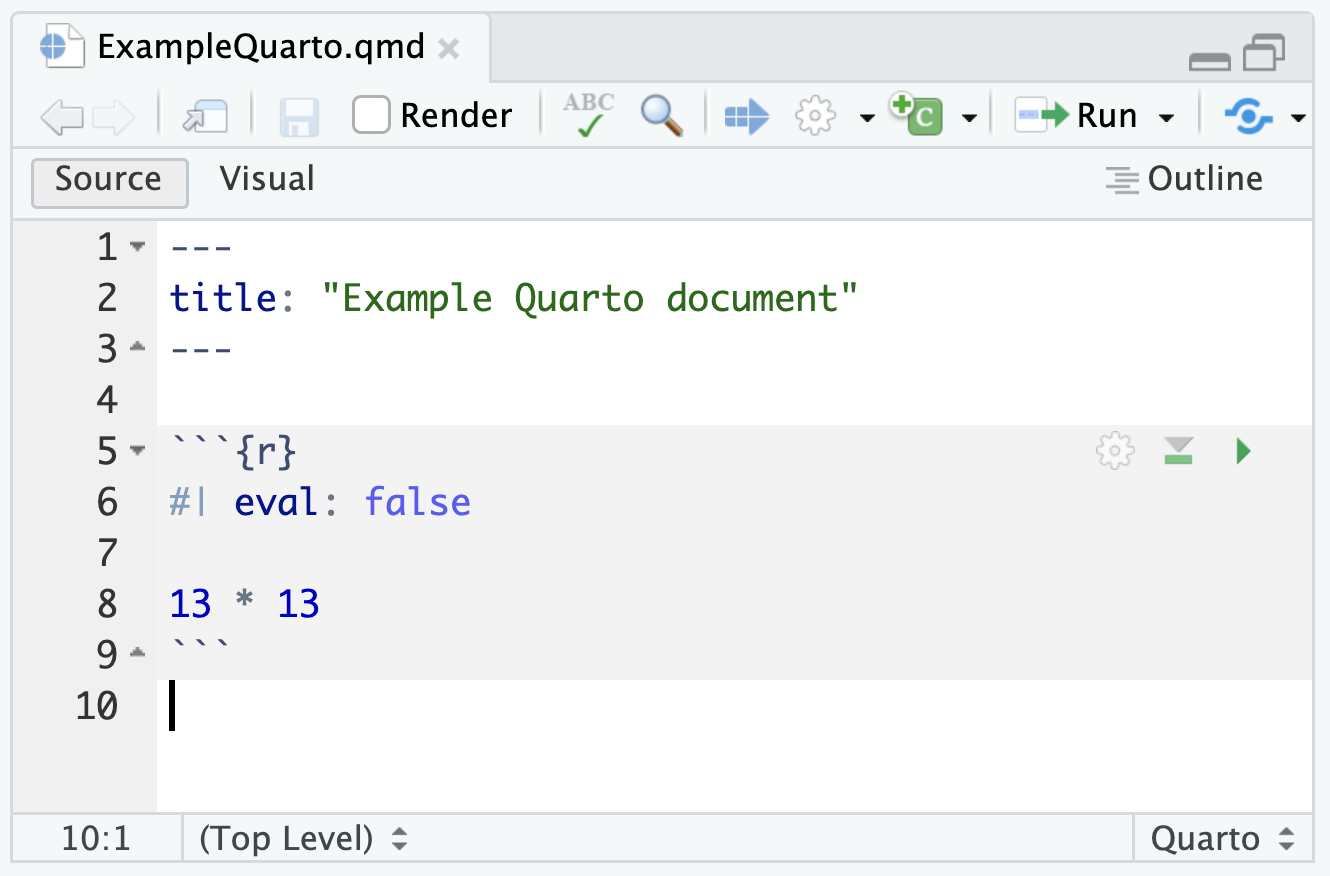 ExampleQuarto.qmd
Render ABC C Run
Source Visual Outline
1 ---
2 title: "Example Quarto document"
3 ---
4
5 ```{r}
6 #| eval: false
7
8 13 * 13
9 ```
10
10:1 (Top Level) Quarto